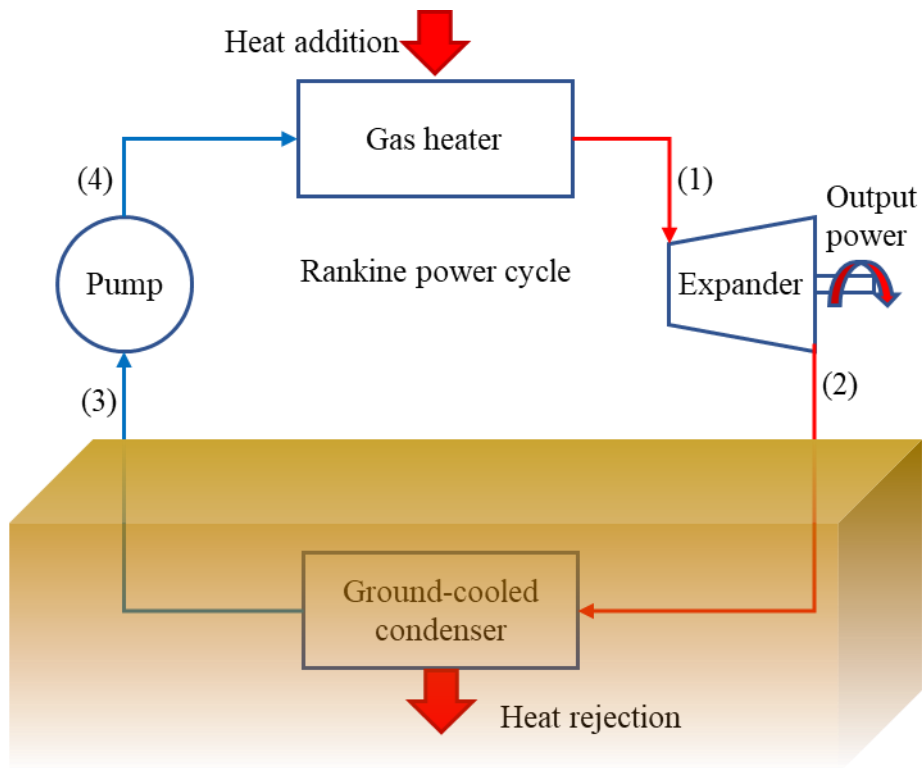 Heat addition
Gas heater
(4)
(1)
Output
power
Pump
Rankine power cycle
Expander
(3)
(2)
Ground-cooled
condenser
Heat rejection